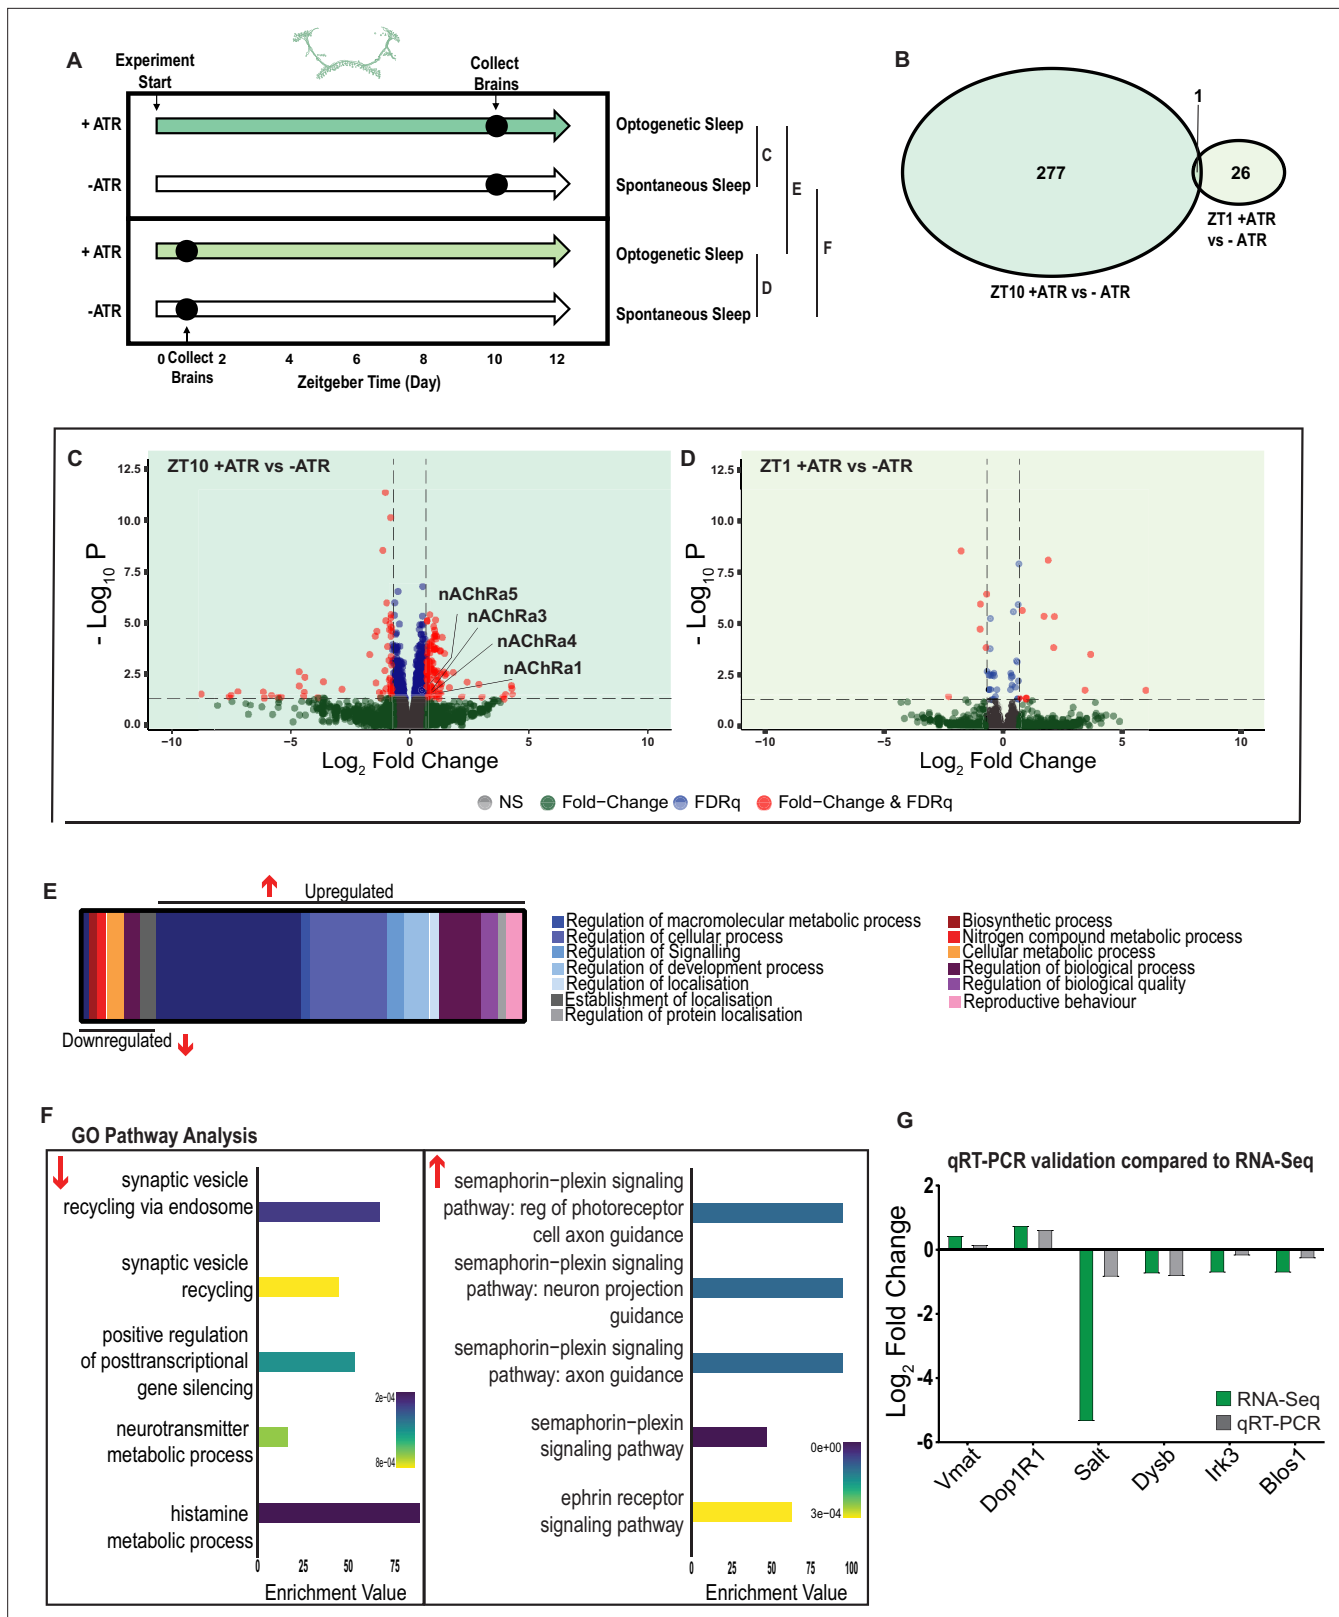 A
Experiment
Start
Collect
Brains
+ ATR
Optogenetic Sleep
-ATR
Spontaneous Sleep
+ ATR
Optogenetic Sleep
-ATR
Spontaneous Sleep
C
E
D
F
0
Collect
Brains
2
4
6
8
10
12
Zeitgeber Time (Day)
B
1
277
26
ZT1 +ATR
vs - ATR
ZT10 +ATR vs - ATR
C
ZT10 +ATR vs -ATR
12.5
10.0
7.5
5.0
2.5
0.0
- Log10 P
nAChRa5
nAChRa3
nAChRa4
nAChRa1
−10
−5
0
5
10
Log2 Fold Change
D
ZT1 +ATR vs -ATR
12.5
10.0
7.5
5.0
2.5
0.0
- Log10 P
−10
−5
0
5
10
Log2 Fold Change
NS
Fold−Change
FDRq
Fold−Change & FDRq
E
Upregulated
Downregulated
Regulation of macromolecular metabolic process
Regulation of cellular process
Regulation of Signalling
Regulation of development process
Regulation of localisation
Establishment of localisation
Regulation of protein localisation
Biosynthetic process
Nitrogen compound metabolic process
Cellular metabolic process
Regulation of biological process
Regulation of biological quality
Reproductive behaviour
F
GO Pathway Analysis
synaptic vesicle
recycling via endosome
synaptic vesicle
recycling
positive regulation
of posttranscriptional
gene silencing
neurotransmitter
metabolic process
histamine
metabolic process
2e−04
8e−04
0
25
50
75
Enrichment Value
semaphorin−plexin signaling
pathway: reg of photoreceptor
cell axon guidance
semaphorin−plexin signaling
pathway: neuron projection
guidance
semaphorin−plexin signaling
pathway: axon guidance
semaphorin−plexin
signaling pathway
ephrin receptor
signaling pathway
0e+00
3e−04
0
25
50
75
100
Enrichment Value
G
qRT-PCR validation compared to RNA-Seq
2
0
-2
-4
-6
Log2 Fold Change
RNA-Seq
qRT-PCR
Vmat
Dop1R1
Salt
Dysb
Irk3
Blos1